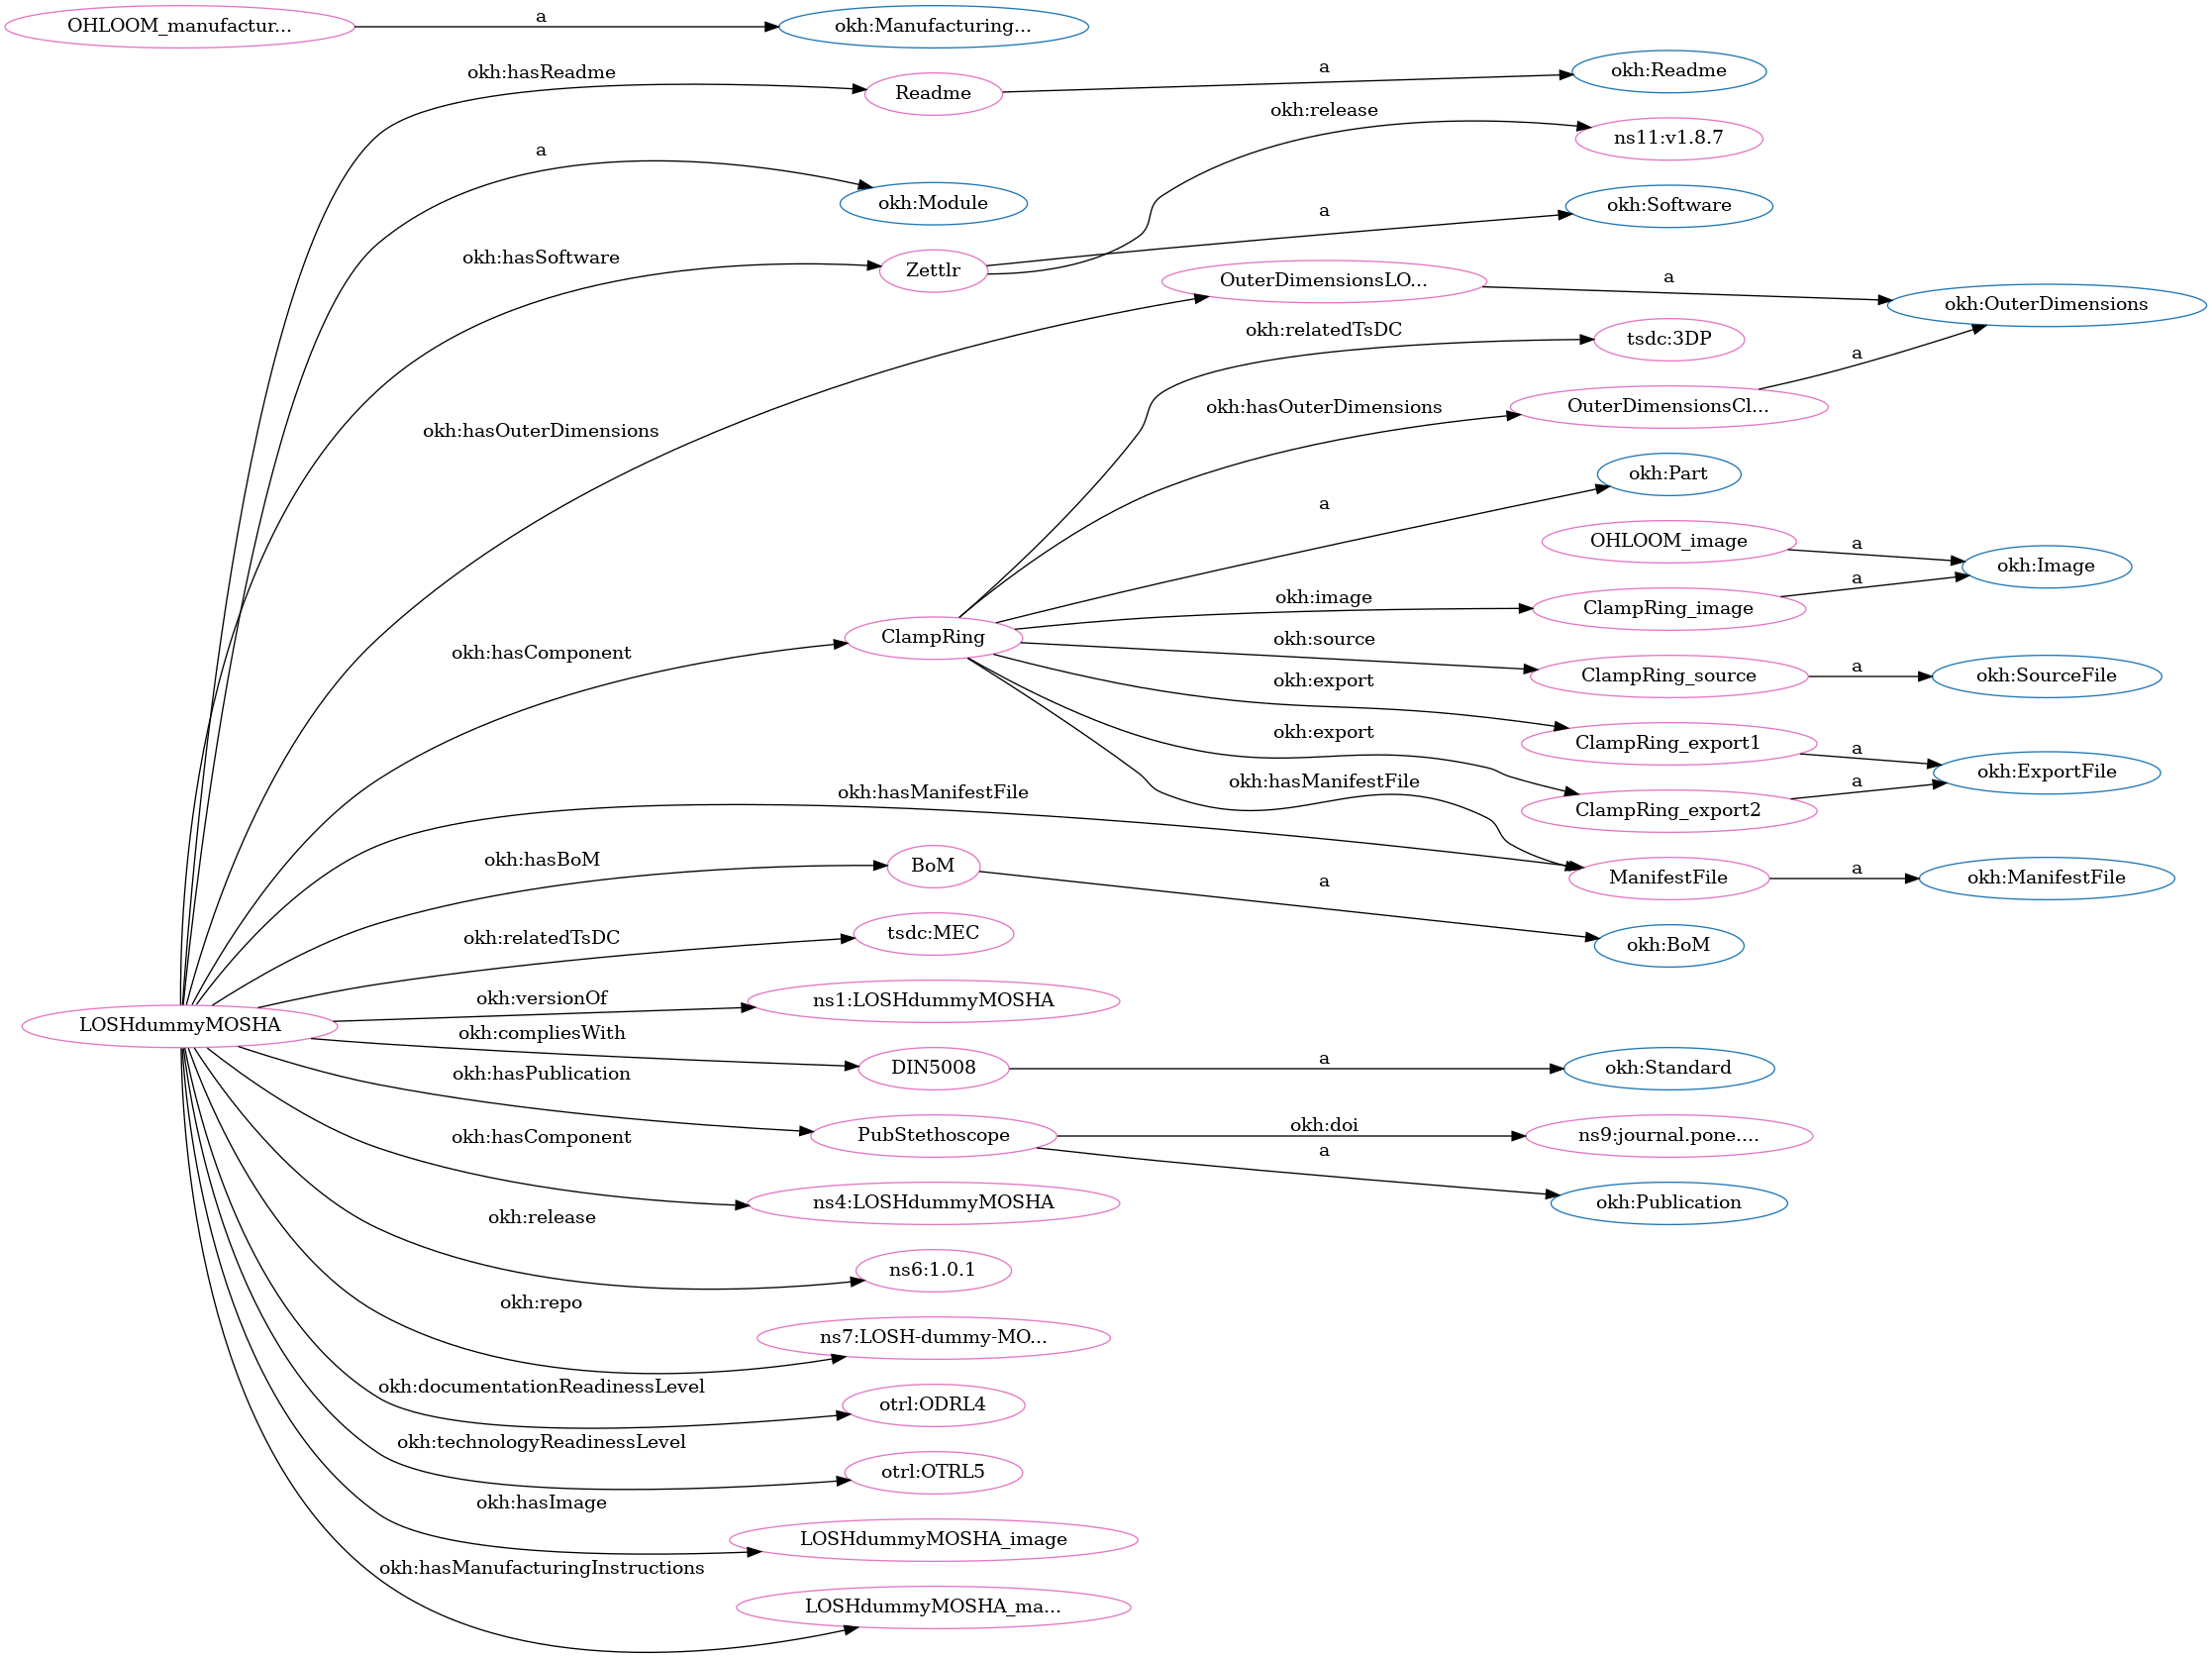 OHLOOM_manufactur...
a
okh:Manufacturing...
okh:hasReadme
Readme
a
okh:Readme
okh:release
ns11:v1.8.7
a
okh:Module
okh:hasSoftware
Zettlr
a
okh:Software
okh:hasOuterDimensions
OuterDimensionsLO...
a
okh:OuterDimensions
okh:relatedTsDC
tsdc:3DP
a
okh:hasOuterDimensions
OuterDimensionsCl...
a
okh:Part
OHLOOM_image
a
okh:Image
okh:image
ClampRing_image
a
okh:hasComponent
ClampRing
okh:source
ClampRing_source
a
okh:SourceFile
okh:export
ClampRing_export1
a
okh:ExportFile
okh:export
ClampRing_export2
a
okh:hasManifestFile
okh:hasManifestFile
ManifestFile
a
okh:ManifestFile
okh:hasBoM
BoM
a
okh:BoM
okh:relatedTsDC
tsdc:MEC
LOSHdummyMOSHA
okh:versionOf
ns1:LOSHdummyMOSHA
okh:compliesWith
DIN5008
a
okh:Standard
okh:hasPublication
PubStethoscope
okh:doi
ns9:journal.pone....
a
okh:Publication
okh:hasComponent
ns4:LOSHdummyMOSHA
okh:release
ns6:1.0.1
okh:repo
ns7:LOSH-dummy-MO...
okh:documentationReadinessLevel
otrl:ODRL4
okh:technologyReadinessLevel
otrl:OTRL5
okh:hasImage
LOSHdummyMOSHA_image
okh:hasManufacturingInstructions
LOSHdummyMOSHA_ma...